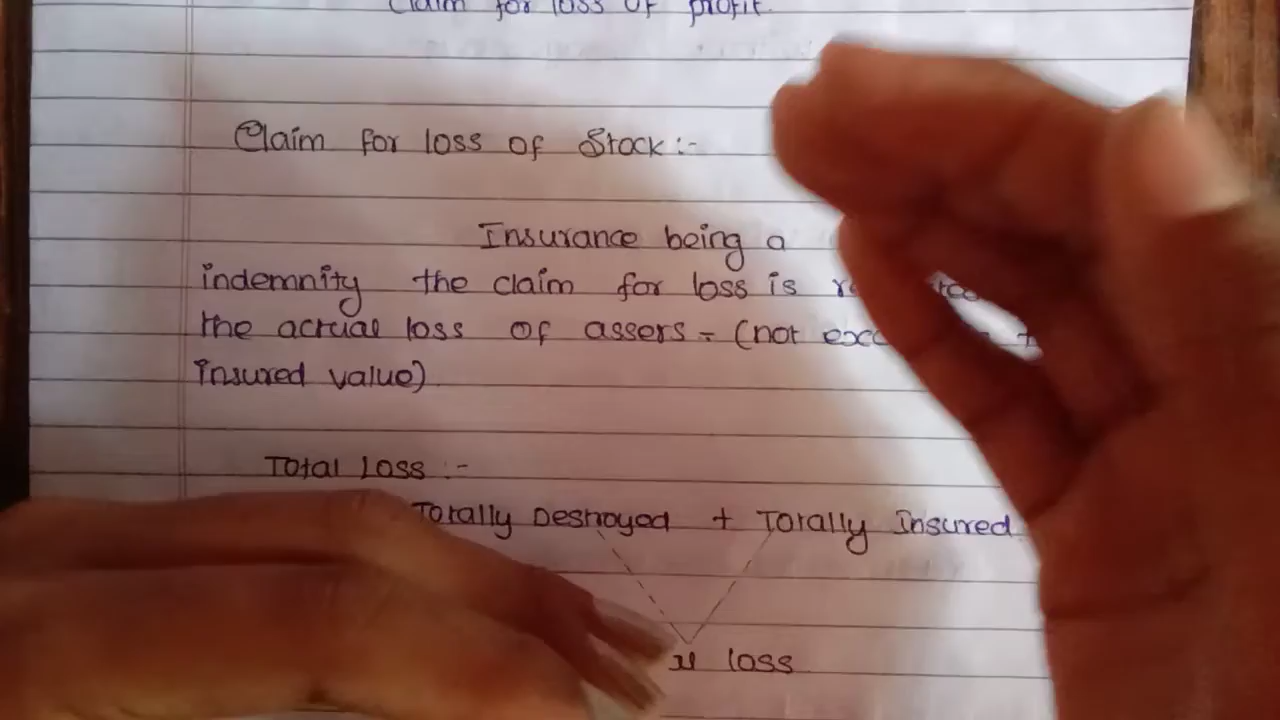 Claim for loss of profit.
Claim for loss of Stock :-
Insurance being a
indemnity the claim for loss is
the actual loss of assers - (not
insured value)
Total Loss :-
Totally Destroyed + Totally Insured
loss